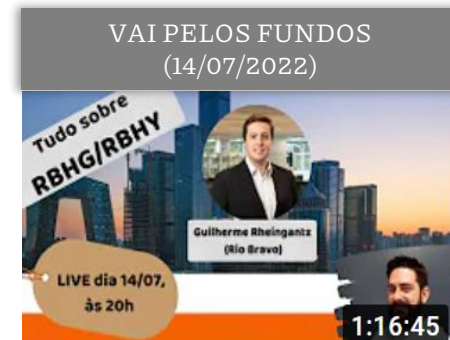 VAI PELOS FUNDOS
(14/07/2022)
Tudo sobre
RBHG/RBHY
Guilherme Rheingantz
(Rio Bravo)
LIVE dia 14/07,
às 20h
1:16:45